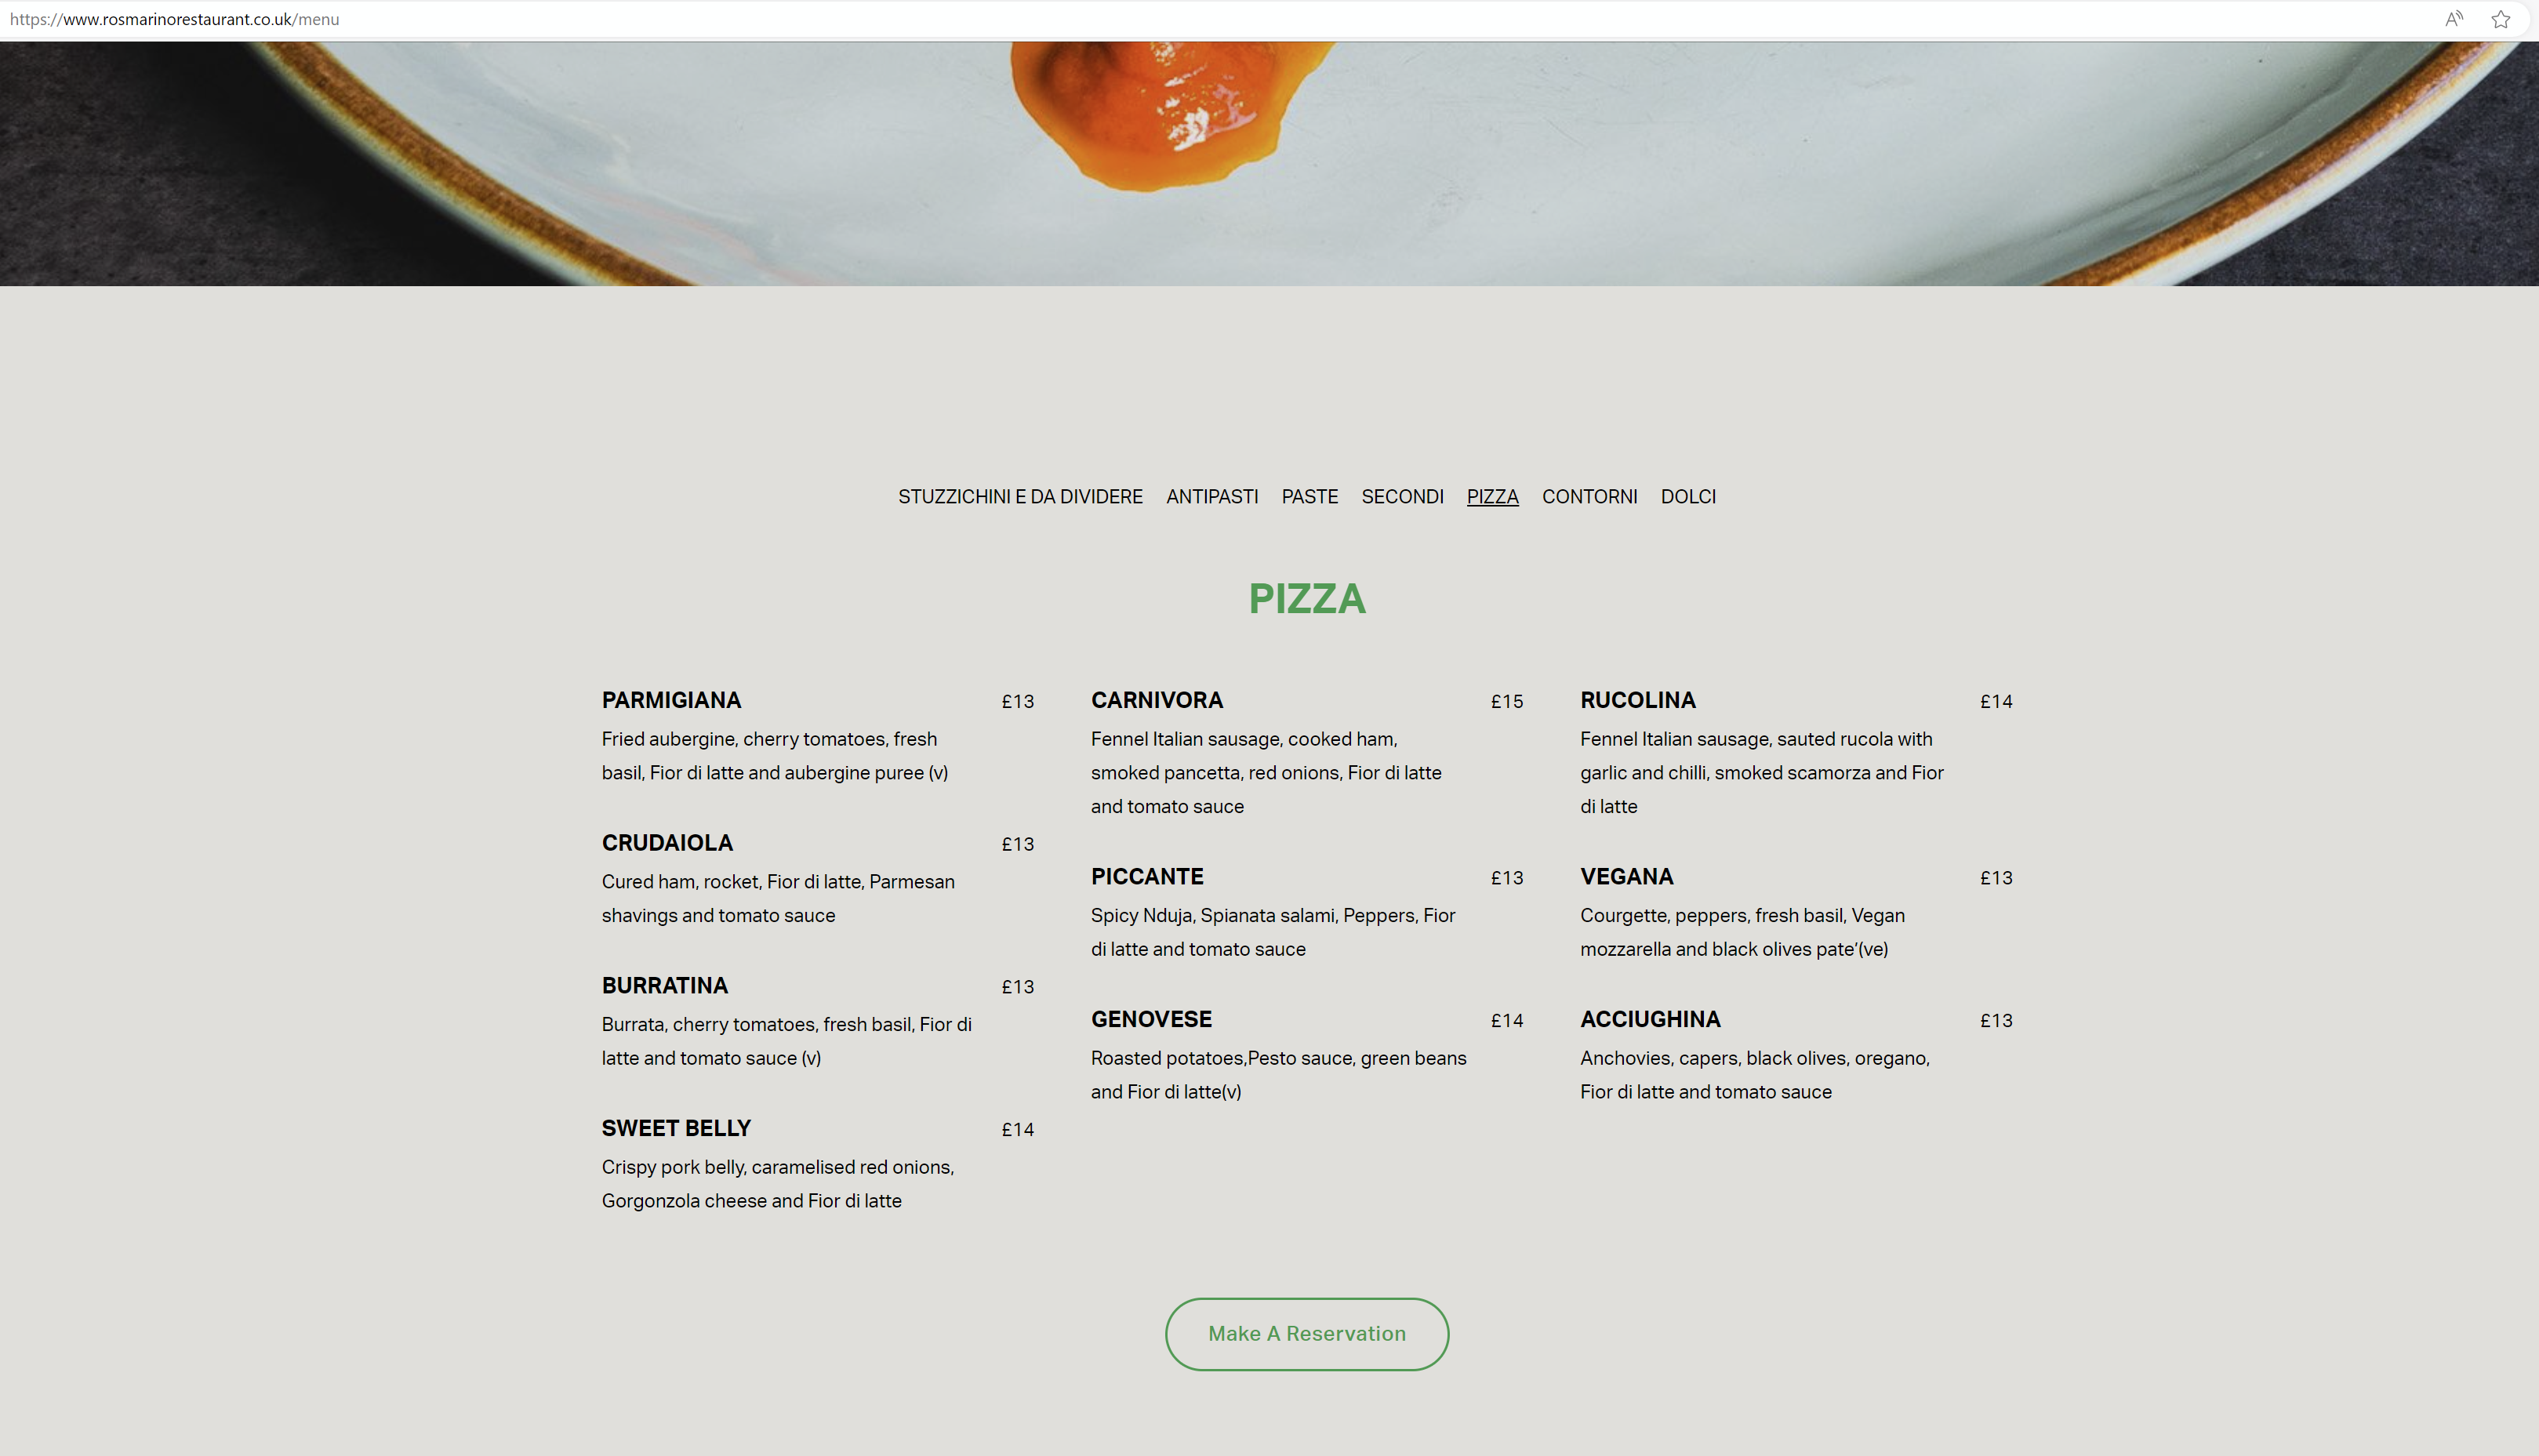 https://www.rosmarinorestaurant.co.uk/menu
STUZZICHINI E DA DIVIDERE ANTIPASTI PASTE SECONDI PIZZA CONTORNI DOLCI
PIZZA
PARMIGIANA £13
Fried aubergine, cherry tomatoes, fresh
basil, Fior di latte and aubergine puree (v)
CRUDAIOLA £13
Cured ham, rocket, Fior di latte, Parmesan
shavings and tomato sauce
BURRATINA £13
Burrata, cherry tomatoes, fresh basil, Fior di
latte and tomato sauce (v)
SWEET BELLY £14
Crispy pork belly, caramelised red onions,
Gorgonzola cheese and Fior di latte
CARNIVORA £15
Fennel Italian sausage, cooked ham,
smoked pancetta, red onions, Fior di latte
and tomato sauce
PICCANTE £13
Spicy Nduja, Spianata salami, Peppers, Fior
di latte and tomato sauce
GENOVESE £14
Roasted potatoes,Pesto sauce, green beans
and Fior di latte(v)
RUCOLINA £14
Fennel Italian sausage, sauted rucola with
garlic and chilli, smoked scamorza and Fior
di latte
VEGANA £13
Courgette, peppers, fresh basil, Vegan
mozzarella and black olives pate’(ve)
ACCIUGHINA £13
Anchovies, capers, black olives, oregano,
Fior di latte and tomato sauce
Make A Reservation